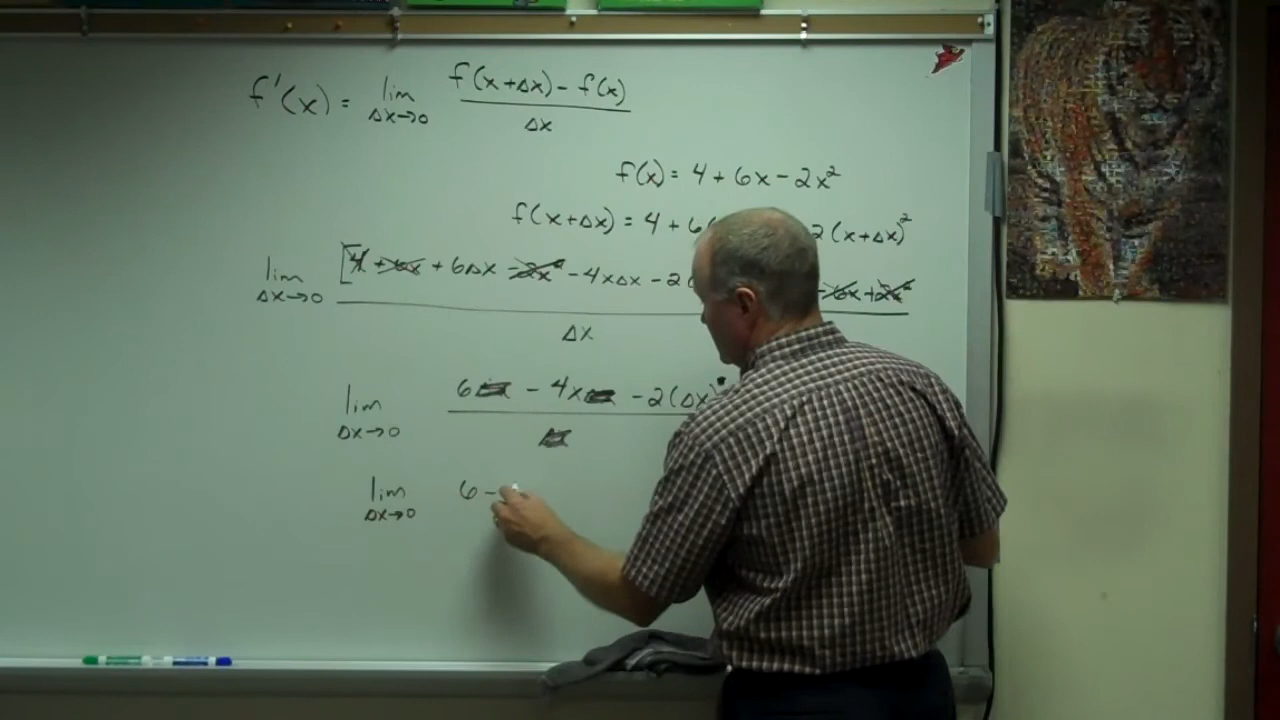 f'(x) = lim Δx→0 f(x+Δx) - f(x) / Δx
f(x) = 4 + 6x - 2x²
f(x+Δx) = 4 + 6( 2(x+Δx)²
lim Δx→0 [4 + 6x + 6Δx - 2x² - 4xΔx - 2( - 6x + 2x² / Δx
lim Δx→0 6Δx - 4xΔx - 2(Δx) / Δx
lim Δx→0 6 -